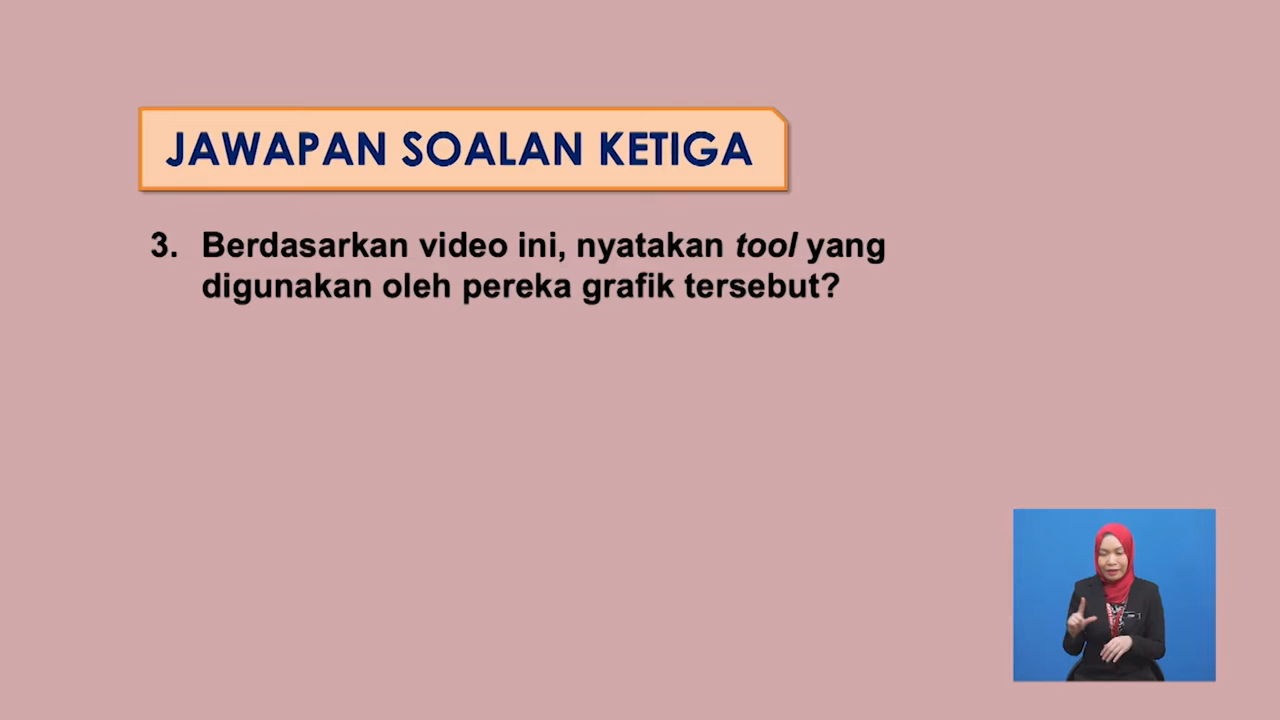 JAWAPAN SOALAN KETIGA
3. Berdasarkan video ini, nyatakan tool yang
digunakan oleh pereka grafik tersebut?